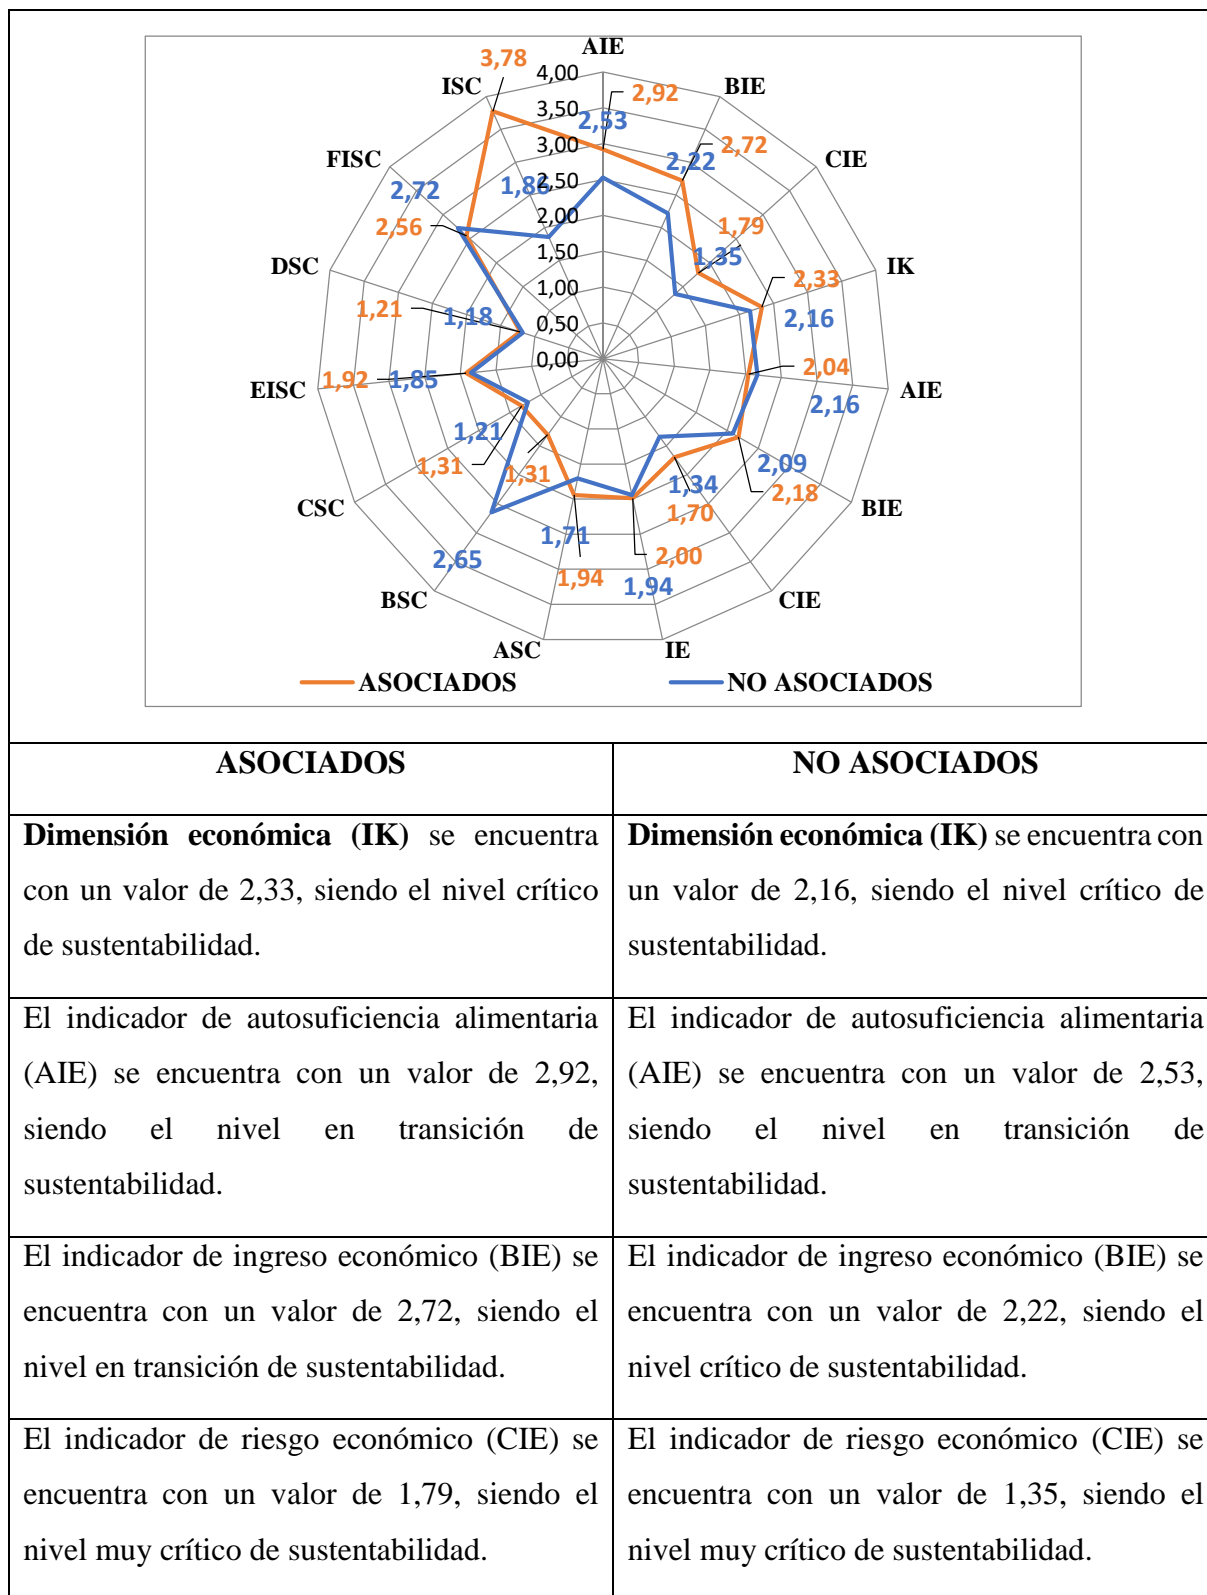 AIE
3,78
4,00
ISC
BIE
2,92
3,50
2,53
3,00
2,72
FISC
CIE
2,22
2,72
1,86
2,50
2,56
2,00
1,79
1,50
1,35
DSC
IK
2,33
1,00
1,21
1,18
2,16
0,50
0,00
2,04
EISC
1,92
1,85
AIE
2,16
1,21
2,09
1,31
1,31
1,34
2,18
CSC
1,70
BIE
1,71
2,65
2,00
1,94
1,94
BSC
CIE
ASC
IE
ASOCIADOS
NO ASOCIADOS
ASOCIADOS
NO ASOCIADOS
Dimensión económica (IK) se encuentra
con un valor de 2,33, siendo el nivel crítico
de sustentabilidad.
Dimensión económica (IK) se encuentra con
un valor de 2,16, siendo el nivel crítico de
sustentabilidad.
El indicador de autosuficiencia alimentaria
(AIE) se encuentra con un valor de 2,92,
siendo el nivel en transición de
sustentabilidad.
El indicador de autosuficiencia alimentaria
(AIE) se encuentra con un valor de 2,53,
siendo el nivel en transición de
sustentabilidad.
El indicador de ingreso económico (BIE) se
encuentra con un valor de 2,72, siendo el
nivel en transición de sustentabilidad.
El indicador de ingreso económico (BIE) se
encuentra con un valor de 2,22, siendo el
nivel crítico de sustentabilidad.
El indicador de riesgo económico (CIE) se
encuentra con un valor de 1,79, siendo el
nivel muy crítico de sustentabilidad.
El indicador de riesgo económico (CIE) se
encuentra con un valor de 1,35, siendo el
nivel muy crítico de sustentabilidad.